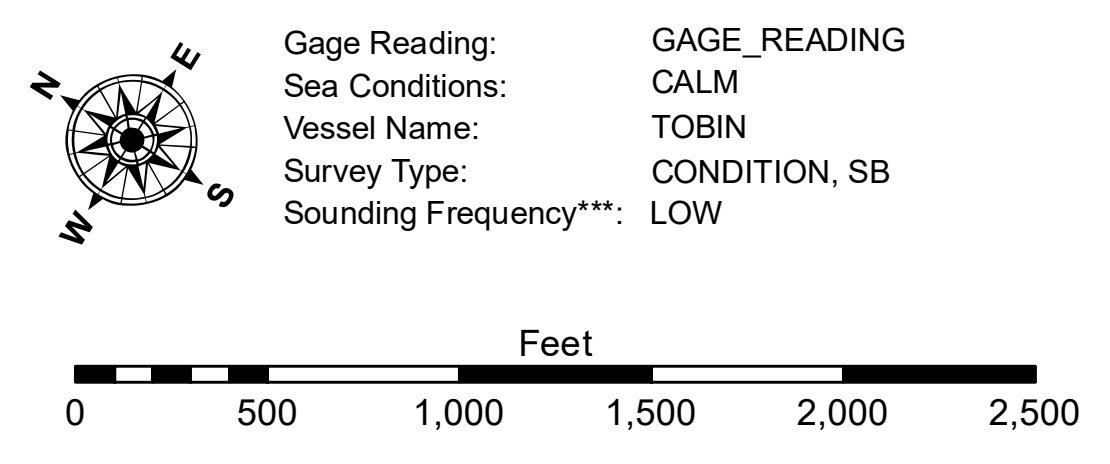 N
E
S
W
Gage Reading: GAGE_READING
Sea Conditions: CALM
Vessel Name: TOBIN
Survey Type: CONDITION, SB
Sounding Frequency***: LOW
Feet
0 500 1,000 1,500 2,000 2,500